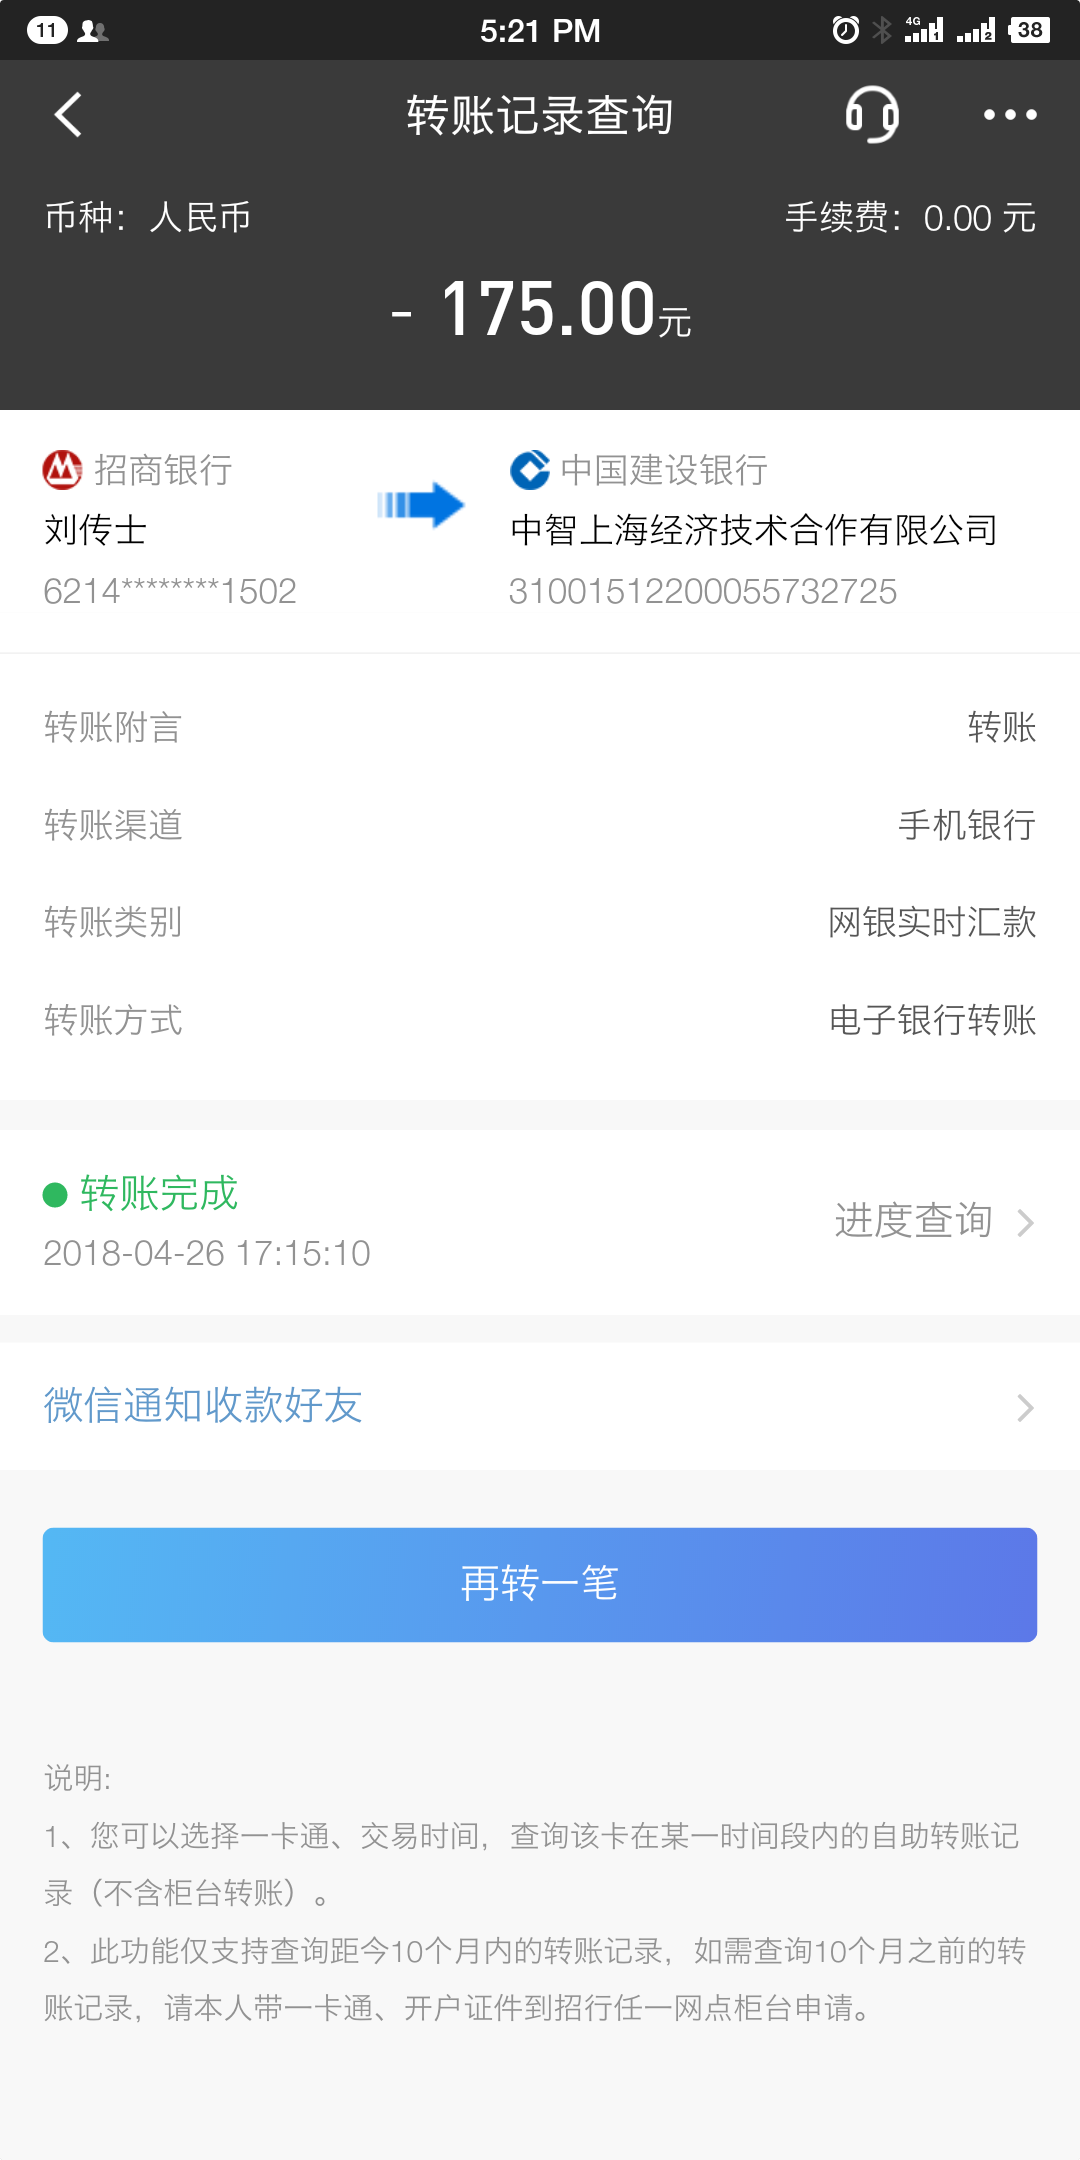 11
5:21 PM
4G 1 2 38
转账记录查询
币种：人民币
手续费：0.00 元
- 175.00元
招商银行
中国建设银行
刘传士
中智上海经济技术合作有限公司
6214********1502
31001512200055732725
转账附言
转账
转账渠道
手机银行
转账类别
网银实时汇款
转账方式
电子银行转账
转账完成
2018-04-26 17:15:10
进度查询
微信通知收款好友
再转一笔
说明:
1、您可以选择一卡通、交易时间，查询该卡在某一时间段内的自助转账记
录（不含柜台转账）。
2、此功能仅支持查询距今10个月内的转账记录，如需查询10个月之前的转
账记录，请本人带一卡通、开户证件到招行任一网点柜台申请。